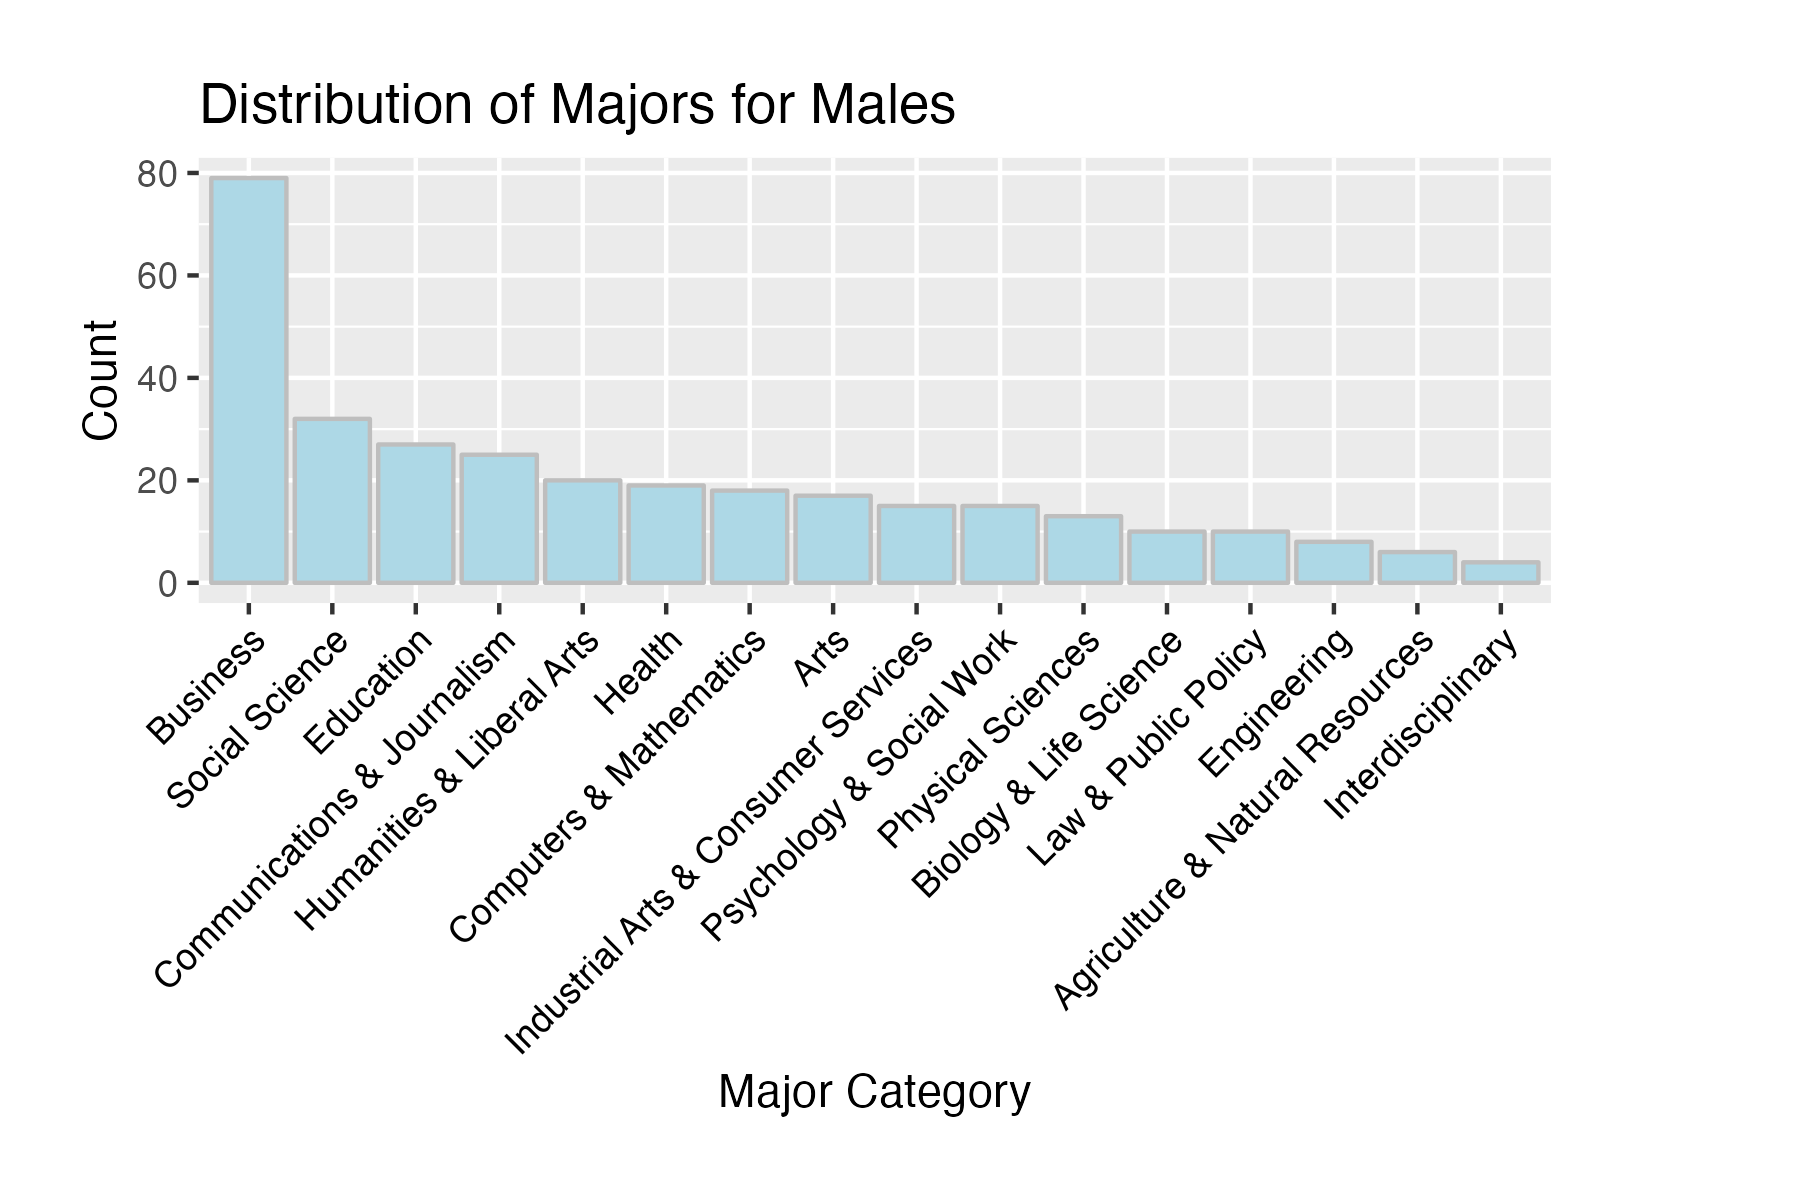 Distribution of Majors for Males
Count
80
60
40
20
0
Business
Social Science
Education
Communications & Journalism
Humanities & Liberal Arts
Health
Computers & Mathematics
Arts
Industrial Arts & Consumer Services
Psychology & Social Work
Physical Sciences
Biology & Life Science
Law & Public Policy
Engineering
Agriculture & Natural Resources
Interdisciplinary
Major Category